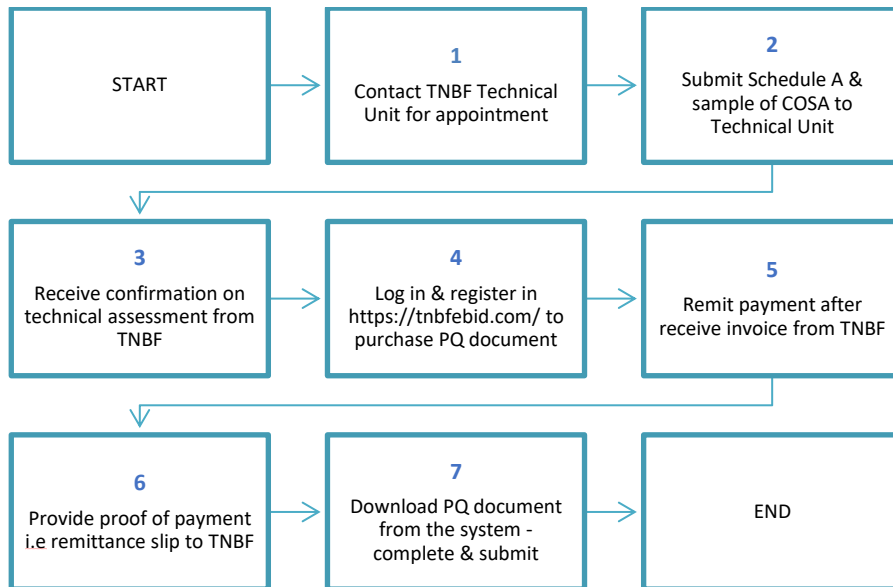 START
1
Contact TNBF Technical
Unit for appointment
2
Submit Schedule A &
sample of COSA to
Technical Unit
3
Receive confirmation on
technical assessment from
TNBF
4
Log in & register in
https://tnbfebid.com/ to
purchase PQ document
5
Remit payment after
receive invoice from TNBF
6
Provide proof of payment
i.e remittance slip to TNBF
7
Download PQ document
from the system -
complete & submit
END